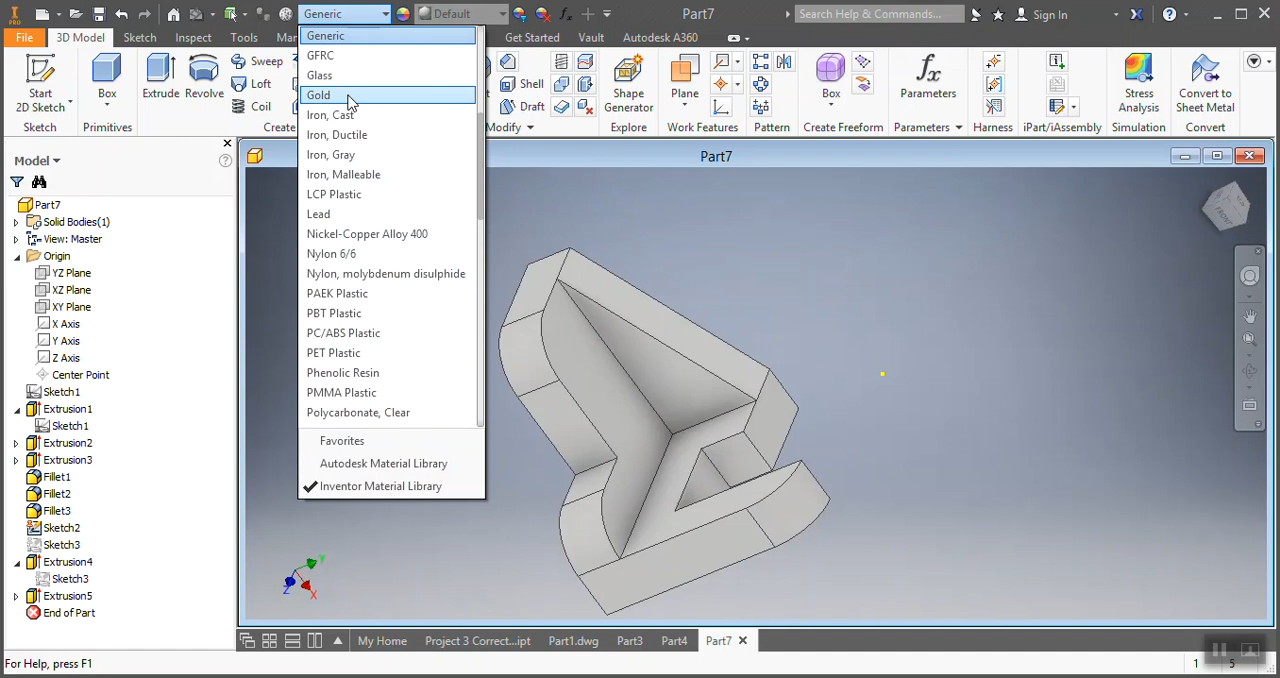 PRO Generic Default Part7 Search Help & Commands... Sign In
File 3D Model Sketch Inspect Tools Get Started Vault Autodesk A360
Start
2D Sketch
Sketch
Box
Primitives
Extrude
Revolve
Sweep
Loft
Coil
Shell
Draft
Modify
Shape
Generator
Explore
Plane
Work Features
Pattern
Box
Create Freeform
Parameters
Parameters
Harness
iPart/iAssembly
Stress
Analysis
Simulation
Convert to
Sheet Metal
Convert
Generic
GFRC
Glass
Gold
Iron, Cast
Iron, Ductile
Iron, Gray
Iron, Malleable
LCP Plastic
Lead
Nickel-Copper Alloy 400
Nylon 6/6
Nylon, molybdenum disulphide
PAEK Plastic
PBT Plastic
PC/ABS Plastic
PET Plastic
Phenolic Resin
PMMA Plastic
Polycarbonate, Clear
Favorites
Autodesk Material Library
Inventor Material Library
Model
Part7
Solid Bodies(1)
View: Master
Origin
YZ Plane
XZ Plane
XY Plane
X Axis
Y Axis
Z Axis
Center Point
Sketch1
Extrusion1
Sketch1
Extrusion2
Extrusion3
Fillet1
Fillet2
Fillet3
Sketch2
Sketch3
Extrusion4
Sketch3
Extrusion5
End of Part
Part7
FRONT
Y
Z
X
My Home Project 3 Correct...ipt Part1.dwg Part3 Part4 Part7
For Help, press F1
1 5